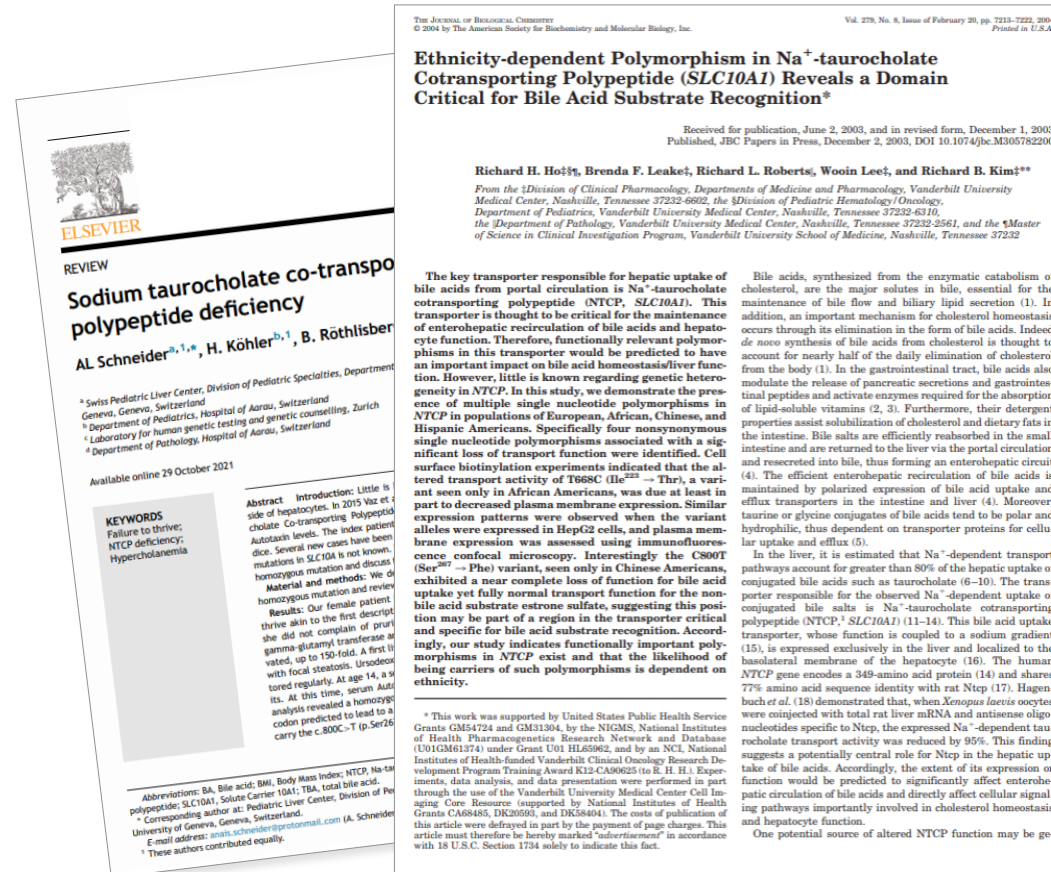 ELSEVIER
REVIEW
Sodium taurocholate co-transpo
polypeptide deficiency
AL Schneider a,1,*, H. Köhler b,1, B. Röthlisber
a Swiss Pediatric Liver Center, Division of Pediatric Specialties, Department
Geneva, Geneva, Switzerland
b Department of Pediatrics, Hospital of Aarau, Switzerland
c Laboratory for human genetic testing and genetic counselling, Zurich
d Department of Pathology, Hospital of Aarau, Switzerland
Available online 29 October 2021
KEYWORDS
Failure to thrive;
NTCP deficiency;
Hypercholanemia
Abstract Introduction: Little is
side of hepatocytes. In 2015 Vaz et a
cholate Co-transporting Polypeptid
Autotaxin levels. The index patient
dice. Several new cases have been
mutations in SLC10A is not known.
homozygous mutation and discuss
Material and methods: We de
homozygous mutation and review
Results: Our female patient
thrive akin to the first descript
she did not complain of pruri
gamma-glutamyl transferase ar
vated, up to 150-fold. A first li
with focal steatosis. Ursodeox
tored regularly. At age 14, a s
its. At this time, serum Auto
analysis revealed a homozygo
codon predicted to lead to a
carry the c.800C>T (p.Ser26
Abbreviations: BA, Bile acid; BMI, Body Mass Index; NTCP, Na-tau
polypeptide; SLC10A1, Solute Carrier 10A1; TBA, total bile acid.
* Corresponding author at: Pediatric Liver Center, Division of Pe
University of Geneva, Geneva, Switzerland.
E-mail address: anais.schneider@protonmail.com (A. Schneider
1 These authors contributed equally.
THE JOURNAL OF BIOLOGICAL CHEMISTRY
© 2004 by The American Society for Biochemistry and Molecular Biology, Inc.
Vol. 279, No. 8, Issue of February 20, pp. 7213–7222, 2004
Printed in U.S.A
Ethnicity-dependent Polymorphism in Na+-taurocholate
Cotransporting Polypeptide (SLC10A1) Reveals a Domain
Critical for Bile Acid Substrate Recognition*
Received for publication, June 2, 2003, and in revised form, December 1, 2003
Published, JBC Papers in Press, December 2, 2003, DOI 10.1074/jbc.M305782200
Richard H. Ho‡§¶, Brenda F. Leake‡, Richard L. Roberts‖, Wooin Lee‡, and Richard B. Kim‡**
From the ‡Division of Clinical Pharmacology, Departments of Medicine and Pharmacology, Vanderbilt University
Medical Center, Nashville, Tennessee 37232-6602, the §Division of Pediatric Hematology/Oncology,
Department of Pediatrics, Vanderbilt University Medical Center, Nashville, Tennessee 37232-6310,
the ‖Department of Pathology, Vanderbilt University Medical Center, Nashville, Tennessee 37232-2561, and the ¶Master
of Science in Clinical Investigation Program, Vanderbilt University School of Medicine, Nashville, Tennessee 37232
The key transporter responsible for hepatic uptake of
bile acids from portal circulation is Na+-taurocholate
cotransporting polypeptide (NTCP, SLC10A1). This
transporter is thought to be critical for the maintenance
of enterohepatic recirculation of bile acids and hepato-
cyte function. Therefore, functionally relevant polymor-
phisms in this transporter would be predicted to have
an important impact on bile acid homeostasis/liver func-
tion. However, little is known regarding genetic hetero-
geneity in NTCP. In this study, we demonstrate the pres-
ence of multiple single nucleotide polymorphisms in
NTCP in populations of European, African, Chinese, and
Hispanic Americans. Specifically four nonsynonymous
single nucleotide polymorphisms associated with a sig-
nificant loss of transport function were identified. Cell
surface biotinylation experiments indicated that the al-
tered transport activity of T668C (Ile223 → Thr), a vari-
ant seen only in African Americans, was due at least in
part to decreased plasma membrane expression. Similar
expression patterns were observed when the variant
alleles were expressed in HepG2 cells, and plasma mem-
brane expression was assessed using immunofluores-
cence confocal microscopy. Interestingly the C800T
(Ser267 → Phe) variant, seen only in Chinese Americans,
exhibited a near complete loss of function for bile acid
uptake yet fully normal transport function for the non-
bile acid substrate estrone sulfate, suggesting this posi-
tion may be part of a region in the transporter critical
and specific for bile acid substrate recognition. Accord-
ingly, our study indicates functionally important poly-
morphisms in NTCP exist and that the likelihood of
being carriers of such polymorphisms is dependent on
ethnicity.
* This work was supported by United States Public Health Service
Grants GM54724 and GM31304, by the NIGMS, National Institutes
of Health Pharmacogenetics Research Network and Database
(U01GM61374) under Grant U01 HL65962, and by an NCI, National
Institutes of Health-funded Vanderbilt Clinical Oncology Research De-
velopment Program Training Award K12-CA90625 (to R. H. H.). Exper-
iments, data analysis, and data presentation were performed in part
through the use of the Vanderbilt University Medical Center Cell Im-
aging Core Resource (supported by National Institutes of Health
Grants CA68485, DK20593, and DK58404). The costs of publication of
this article were defrayed in part by the payment of page charges. This
article must therefore be hereby marked "advertisement" in accordance
with 18 U.S.C. Section 1734 solely to indicate this fact.
Bile acids, synthesized from the enzymatic catabolism o
cholesterol, are the major solutes in bile, essential for the
maintenance of bile flow and biliary lipid secretion (1). In
addition, an important mechanism for cholesterol homeostasis
occurs through its elimination in the form of bile acids. Indeed
de novo synthesis of bile acids from cholesterol is thought to
account for nearly half of the daily elimination of cholesterol
from the body (1). In the gastrointestinal tract, bile acids also
modulate the release of pancreatic secretions and gastrointes-
tinal peptides and activate enzymes required for the absorption
of lipid-soluble vitamins (2, 3). Furthermore, their detergent
properties assist solubilization of cholesterol and dietary fats in
the intestine. Bile salts are efficiently reabsorbed in the small
intestine and are returned to the liver via the portal circulation
and resecreted into bile, thus forming an enterohepatic circuit
(4). The efficient enterohepatic recirculation of bile acids is
maintained by polarized expression of bile acid uptake and
efflux transporters in the intestine and liver (4). Moreover
taurine or glycine conjugates of bile acids tend to be polar and
hydrophilic, thus dependent on transporter proteins for cellu-
lar uptake and efflux (5).
In the liver, it is estimated that Na+-dependent transport
pathways account for greater than 80% of the hepatic uptake of
conjugated bile acids such as taurocholate (6–10). The trans-
porter responsible for the observed Na+-dependent uptake o
conjugated bile salts is Na+-taurocholate cotransporting
polypeptide (NTCP,1 SLC10A1) (11–14). This bile acid uptake
transporter, whose function is coupled to a sodium gradient
(15), is expressed exclusively in the liver and localized to the
basolateral membrane of the hepatocyte (16). The human
NTCP gene encodes a 349-amino acid protein (14) and shares
77% amino acid sequence identity with rat Ntcp (17). Hagen-
buch et al. (18) demonstrated that, when Xenopus laevis oocytes
were coinjected with total rat liver mRNA and antisense oligo-
nucleotides specific to Ntcp, the expressed Na+-dependent tau-
rocholate transport activity was reduced by 95%. This finding
suggests a potentially central role for Ntcp in the hepatic up-
take of bile acids. Accordingly, the extent of its expression or
function would be predicted to significantly affect enterohe-
patic circulation of bile acids and directly affect cellular signal-
ing pathways importantly involved in cholesterol homeostasis
and hepatocyte function.
One potential source of altered NTCP function may be ge-